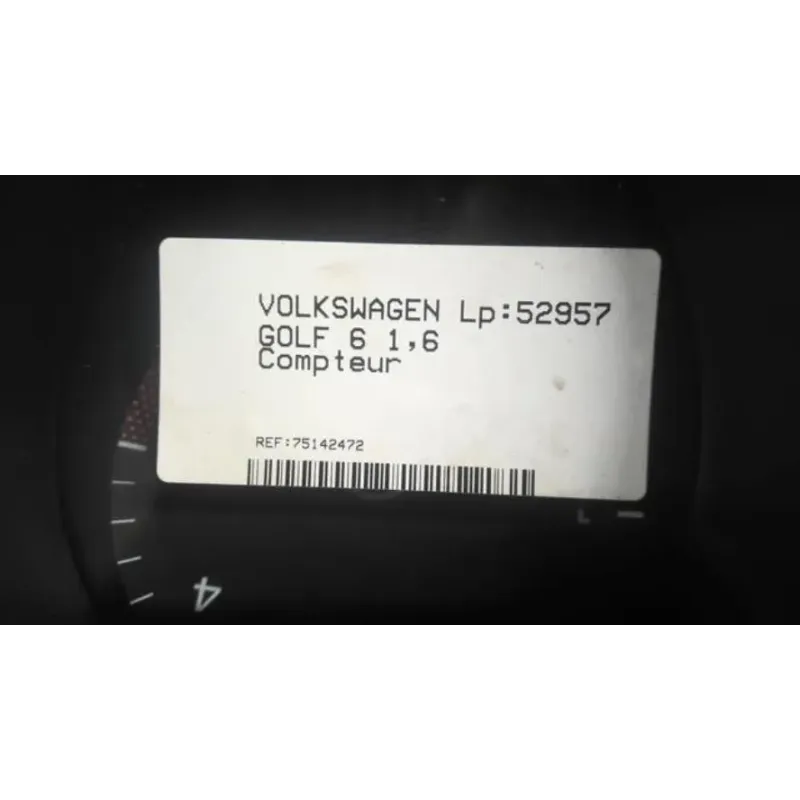 VOLKSWAGEN Lp:52957
GOLF 6 1,6
Compteur
REF:75142472
L
4